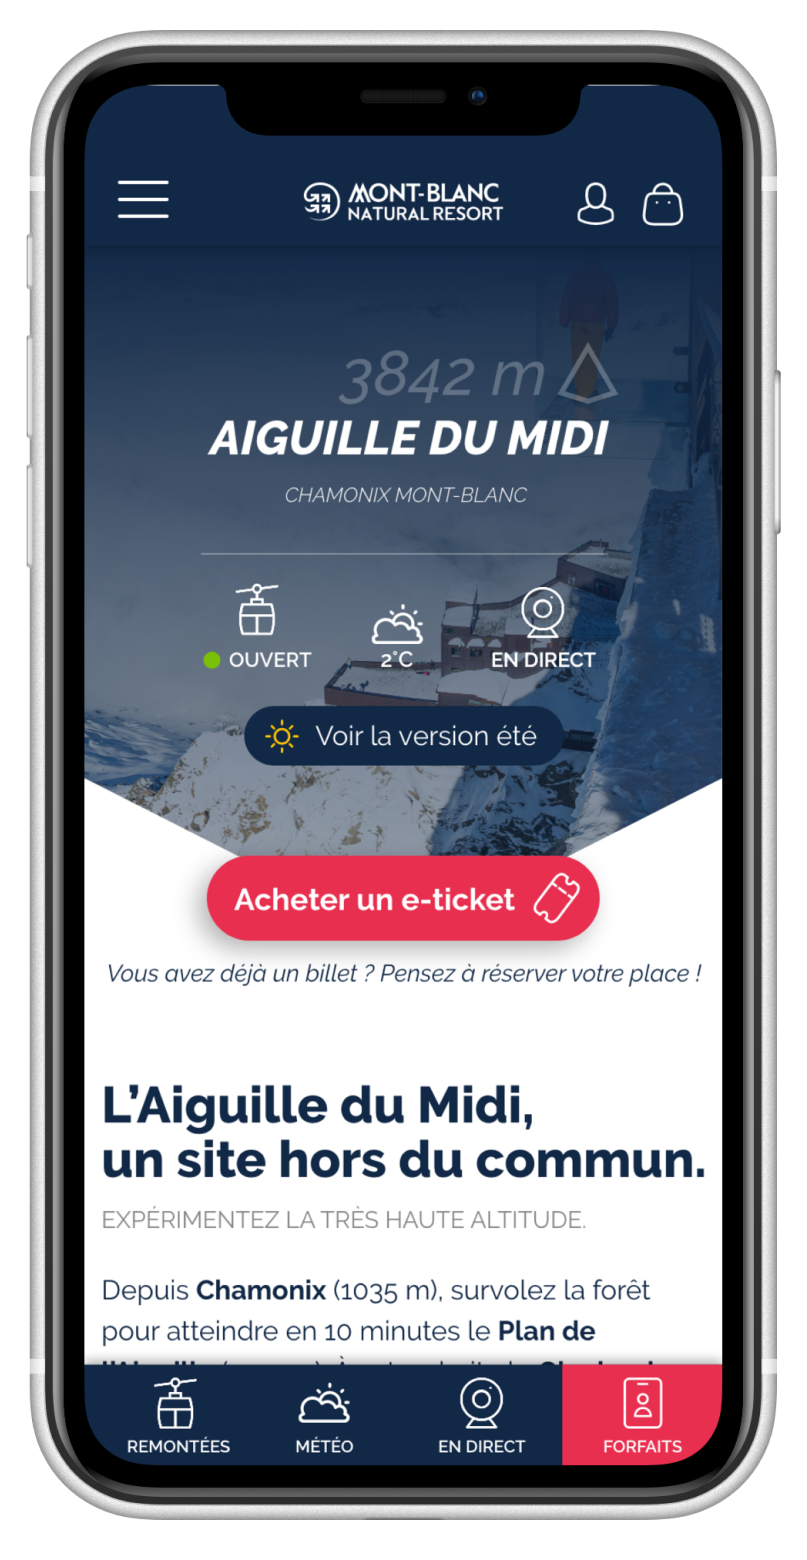 MONT-BLANC
NATURAL RESORT
3842 m
AIGUILLE DU MIDI
CHAMONIX MONT-BLANC
OUVERT
2°C
EN DIRECT
Voir la version été
Acheter un e-ticket
Vous avez déjà un billet ? Pensez à réserver votre place !
L'Aiguille du Midi,
un site hors du commun.
EXPÉRIMENTEZ LA TRÈS HAUTE ALTITUDE.
Depuis Chamonix (1035 m), survolez la forêt
pour atteindre en 10 minutes le Plan de
REMONTÉES
MÉTÉO
EN DIRECT
FORFAITS